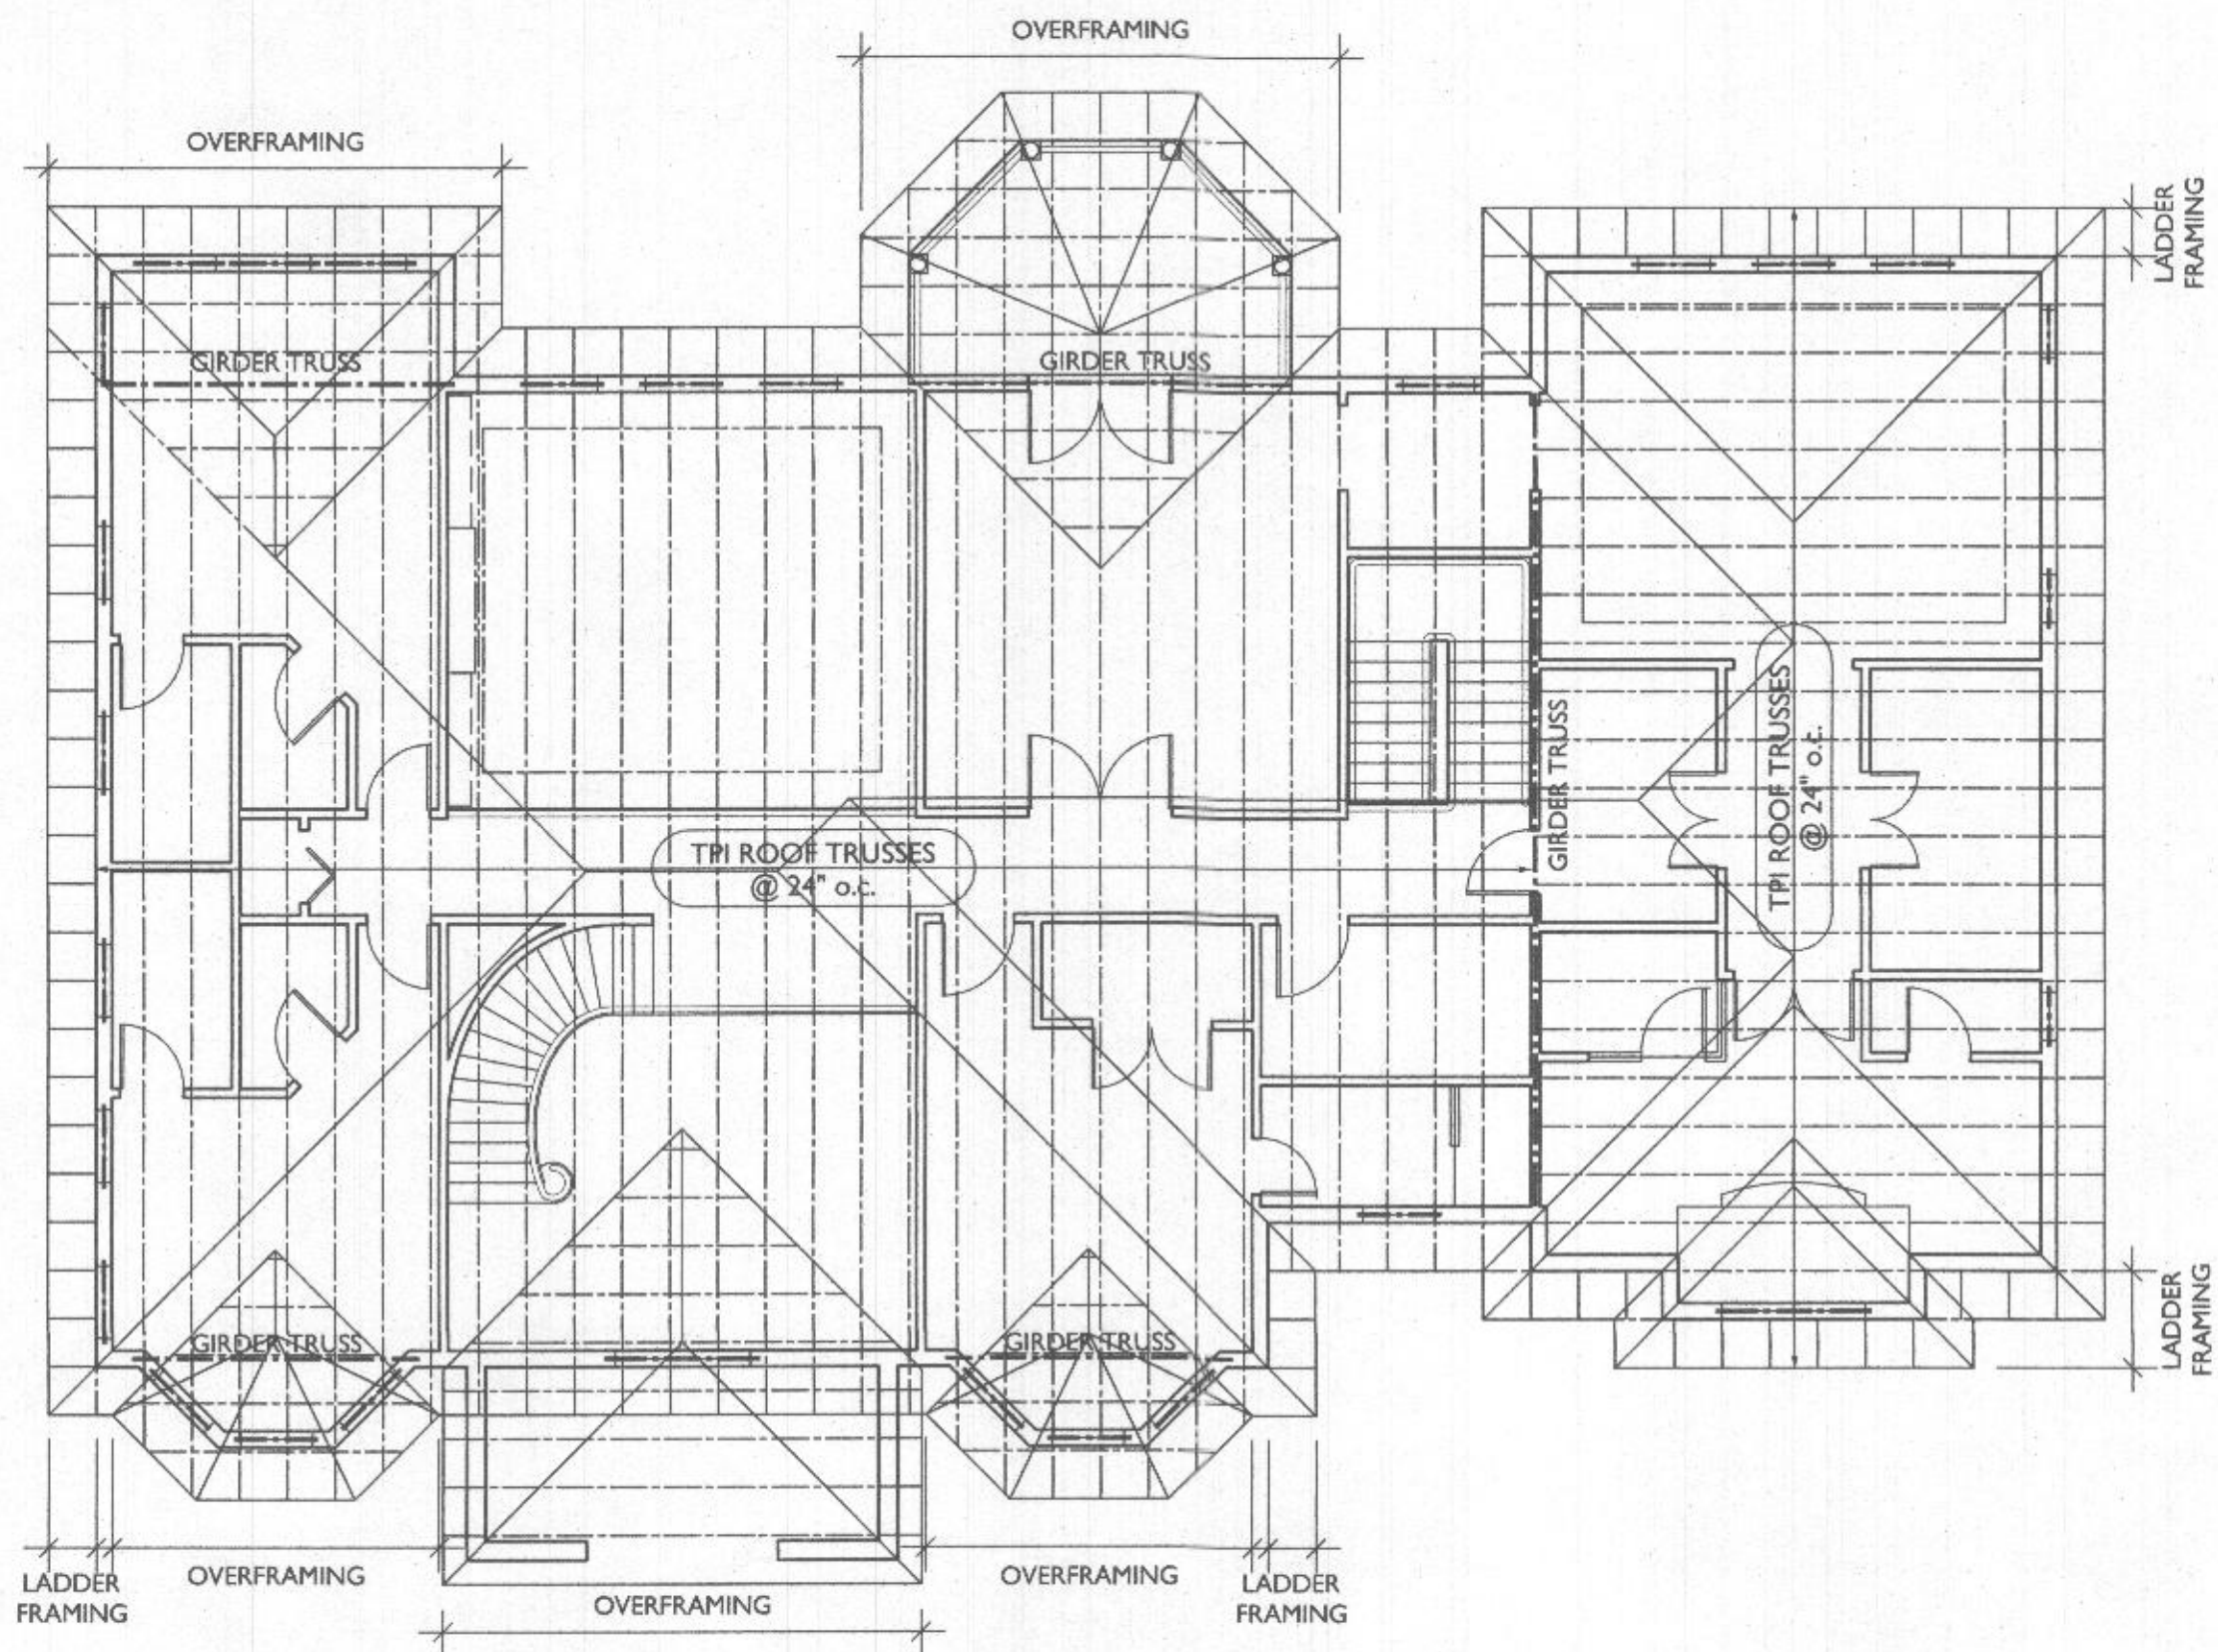 OVERFRAMING
OVERFRAMING
LADDER
FRAMING
GIRDER TRUSS
GIRDER TRUSS
GIRDER TRUSS
TPI ROOF TRUSSES
@ 24" o.c.
TPI ROOF TRUSSES
@ 24" o.c.
GIRDER TRUSS
GIRDER TRUSS
LADDER
FRAMING
LADDER
FRAMING
OVERFRAMING
OVERFRAMING
OVERFRAMING
LADDER
FRAMING